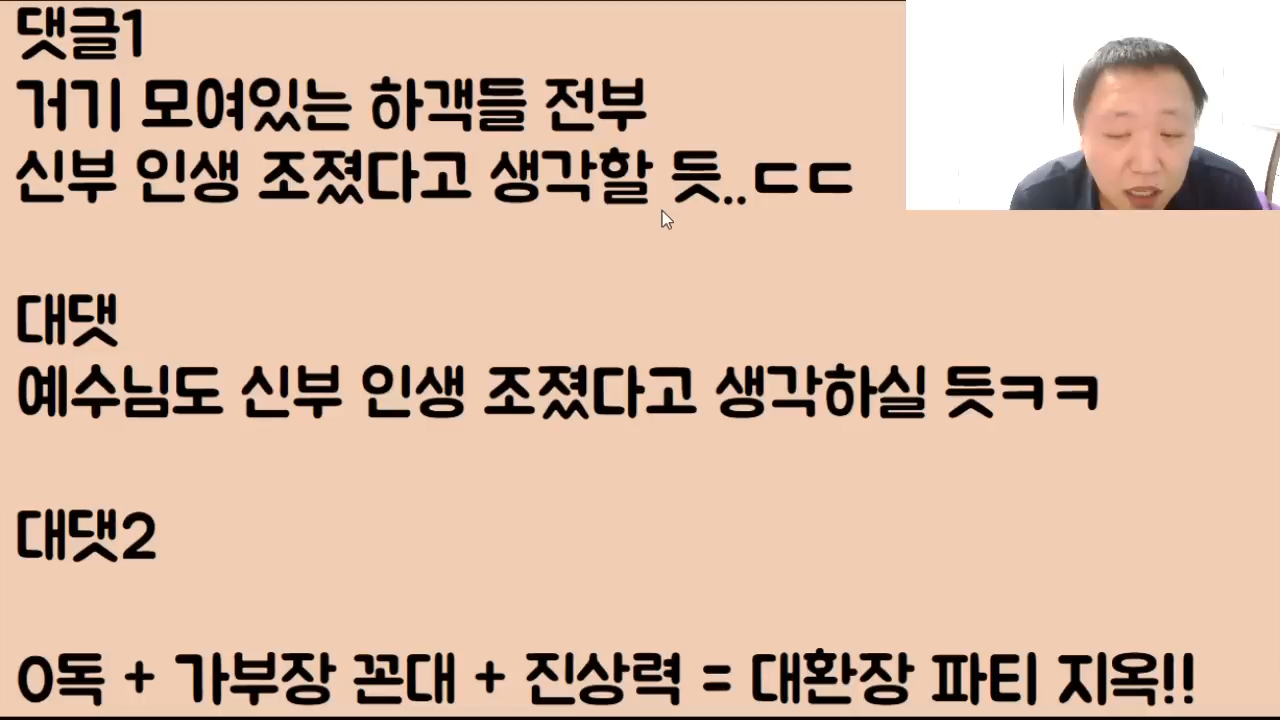 댓글1
거기 모여있는 하객들 전부
신부 인생 조졌다고 생각할 듯..ㄷㄷ
대댓
예수님도 신부 인생 조졌다고 생각하실 듯ㅋㅋ
대댓2
0독 + 가부장 꼰대 + 진상력 = 대환장 파티 지옥!!